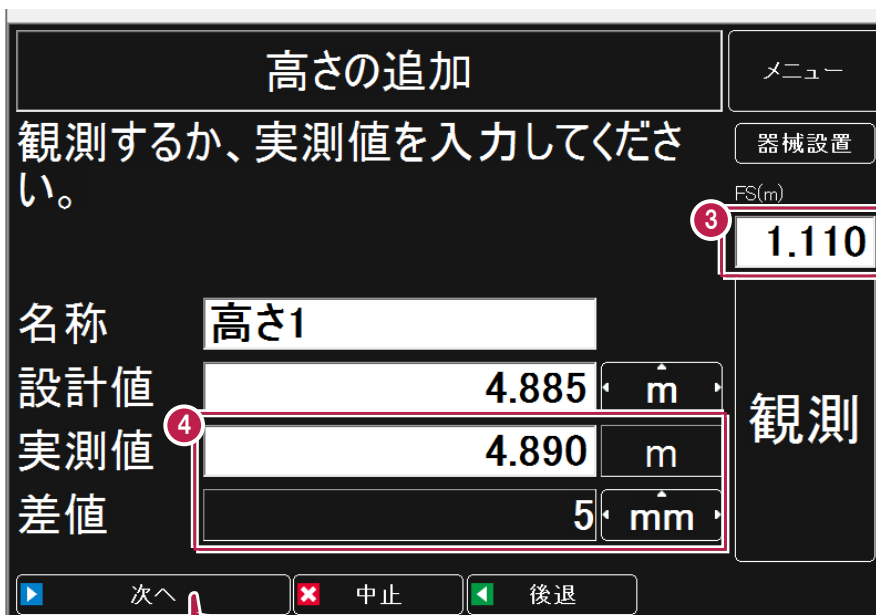 高さの追加
メニュー
観測するか、実測値を入力してくださ
い。
器械設置
FS(m)
3
1.110
名称
高さ1
設計値
4.885
m
4
実測値
4.890
m
観測
差値
5
mm
次へ
中止
後退